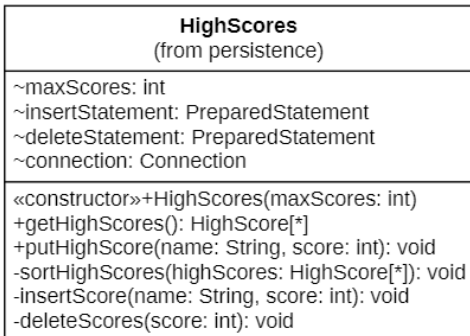 HighScores
(from persistence)
~maxScores: int
~insertStatement: PreparedStatement
~deleteStatement: PreparedStatement
~connection: Connection
«constructor»+HighScores(maxScores: int)
+getHighScores(): HighScore[*]
+putHighScore(name: String, score: int): void
-sortHighScores(highScores: HighScore[*]): void
-insertScore(name: String, score: int): void
-deleteScores(score: int): void